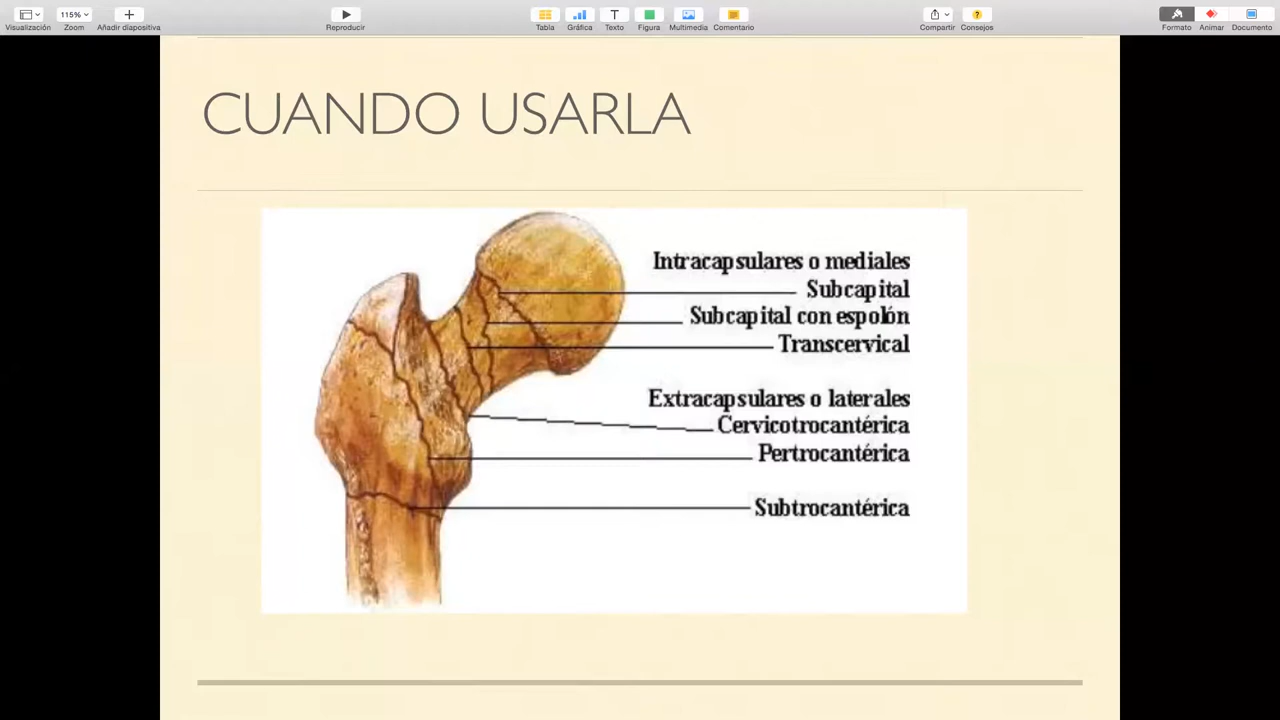 115%
Visualización
Zoom
Añadir diapositiva
Reproducir
Tabla
Gráfica
T
Texto
Figura
Multimedia
Comentario
Compartir
?
Consejos
Formato
Animar
Documento
CUANDO USARLA
Intracapsulares o mediales
Subcapital
Subcapital con espolón
Transcervical
Extracapsulares o laterales
Cervicotrocantérica
Pertrocantérica
Subtrocantérica